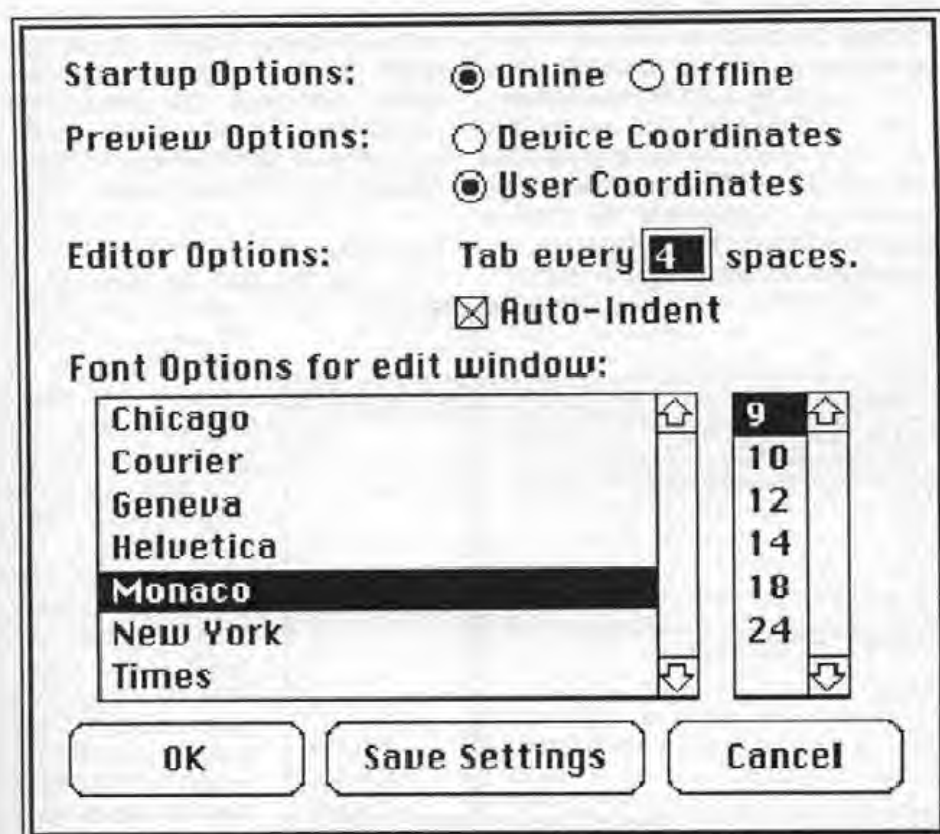 Startup Options: Online Offline
Preview Options: Device Coordinates
User Coordinates
Editor Options: Tab every 4 spaces.
Auto-Indent
Font Options for edit window:
Chicago 9
Courier 10
Geneva 12
Helvetica 14
Monaco 18
New York 24
Times
OK Save Settings Cancel